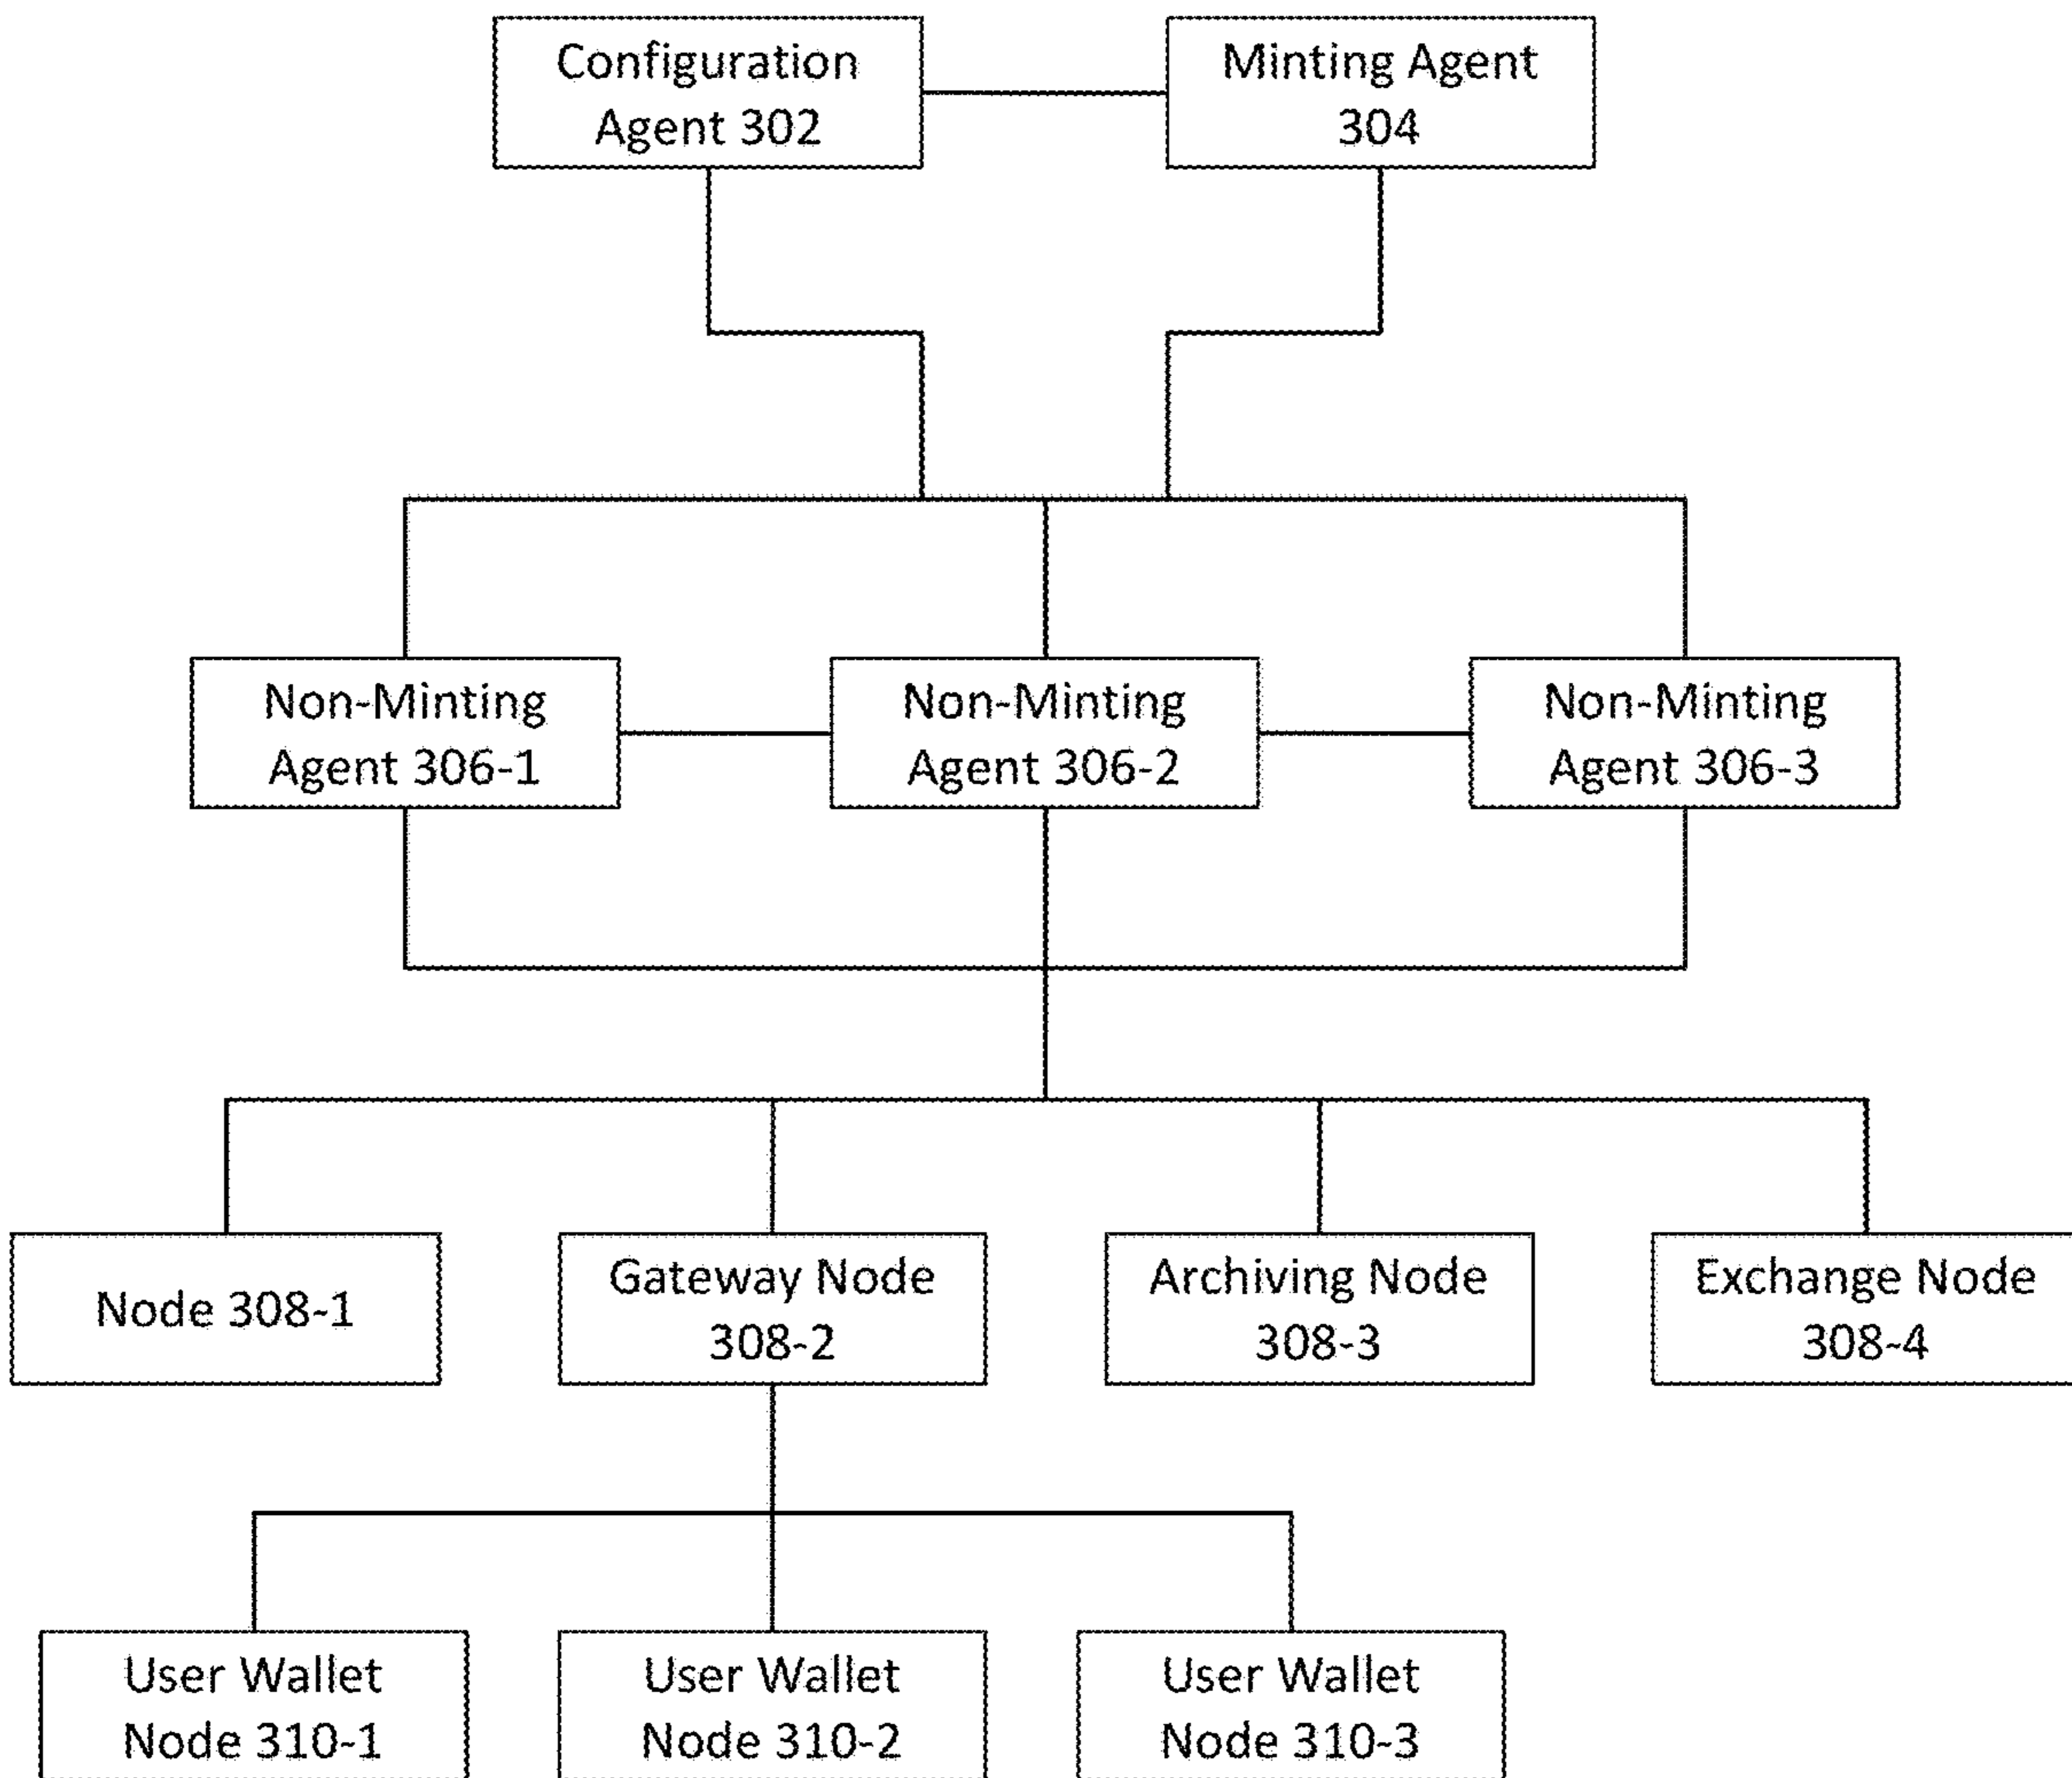 Configuration
Agent 302
Minting Agent
304
Non-Minting
Agent 306-1
Non-Minting
Agent 306-2
Non-Minting
Agent 306-3
Node 308-1
Gateway Node
308-2
Archiving Node
308-3
Exchange Node
308-4
User Wallet
Node 310-1
User Wallet
Node 310-2
User Wallet
Node 310-3